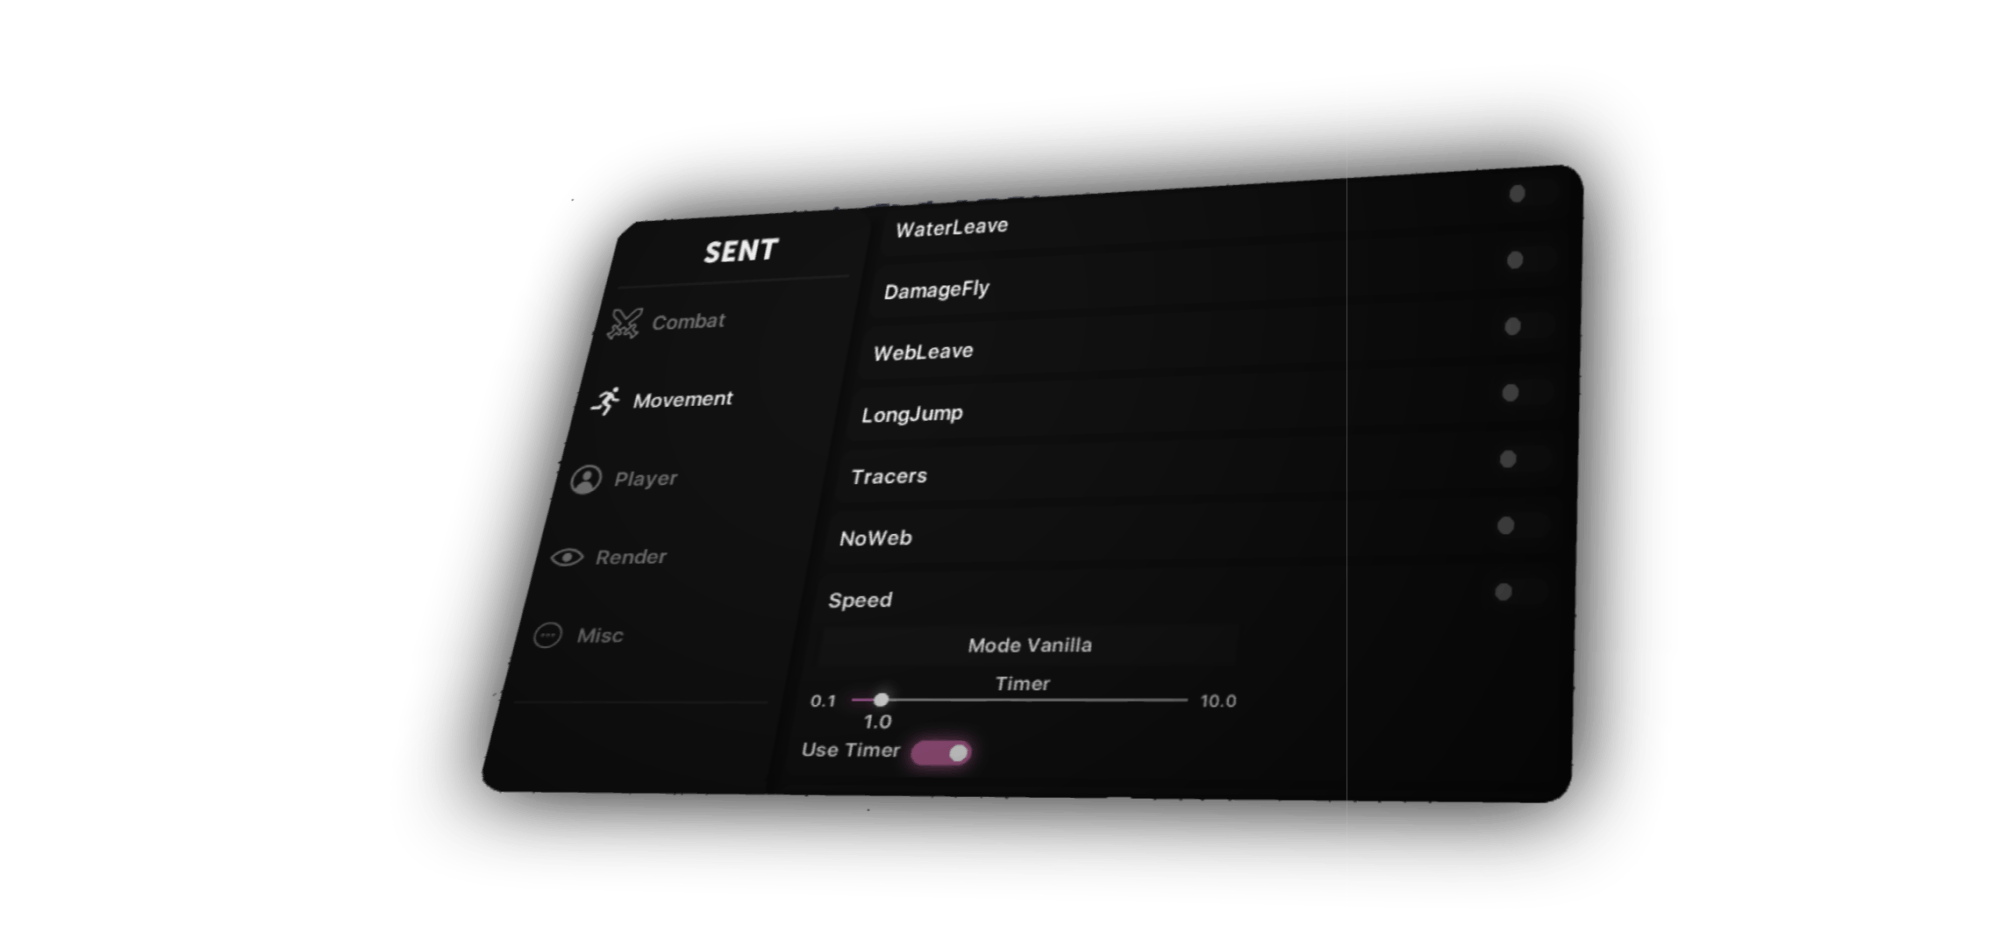 SENT
Combat
Movement
Player
Render
Misc
WaterLeave
DamageFly
WebLeave
LongJump
Tracers
NoWeb
Speed
Mode Vanilla
Timer
0.1 10.0
1.0
Use Timer